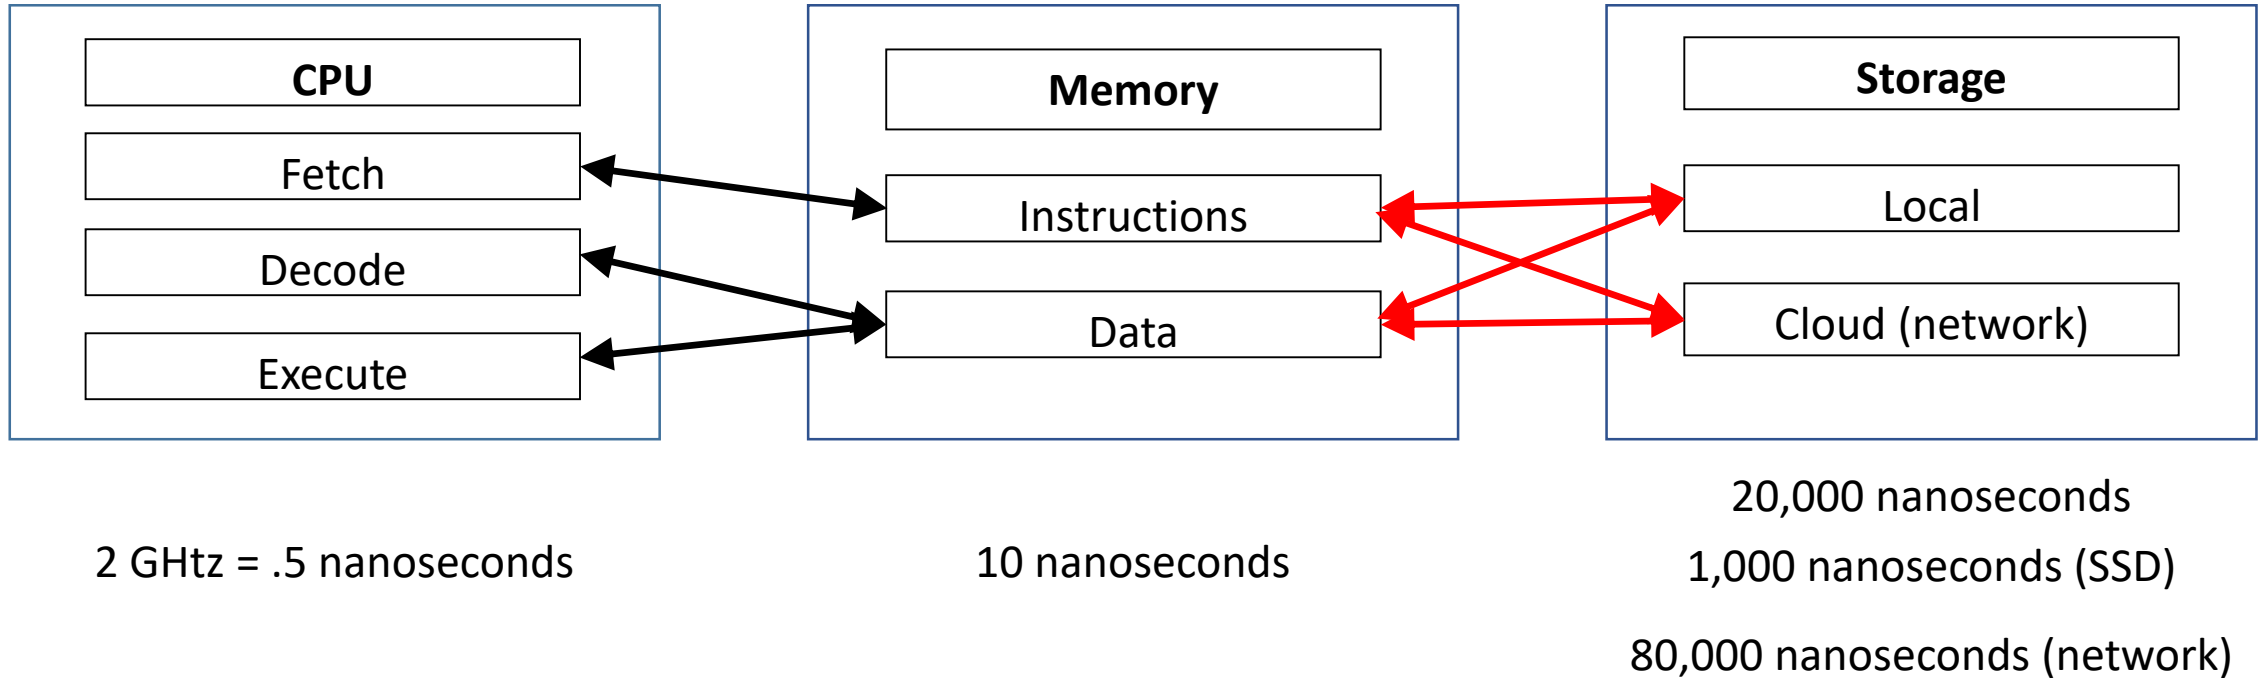 CPU
Fetch
Decode
Execute
2 GHtz = .5 nanoseconds
Memory
Instructions
Data
10 nanoseconds
Storage
Local
Cloud (network)
20,000 nanoseconds
1,000 nanoseconds (SSD)
80,000 nanoseconds (network)